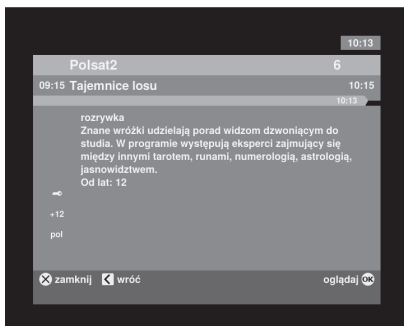 10:13
Polsat2 6
09:15 Tajemnice losu 10:15
10:13
rozrywka
Znane wróżki udzielają porad widzom dzwoniącym do
studia. W programie występują eksperci zajmujący się
między innymi tarotem, runami, numerologią, astrologią,
jasnowidztwem.
Od lat: 12
+12
pol
zamknij wróć oglądaj OK